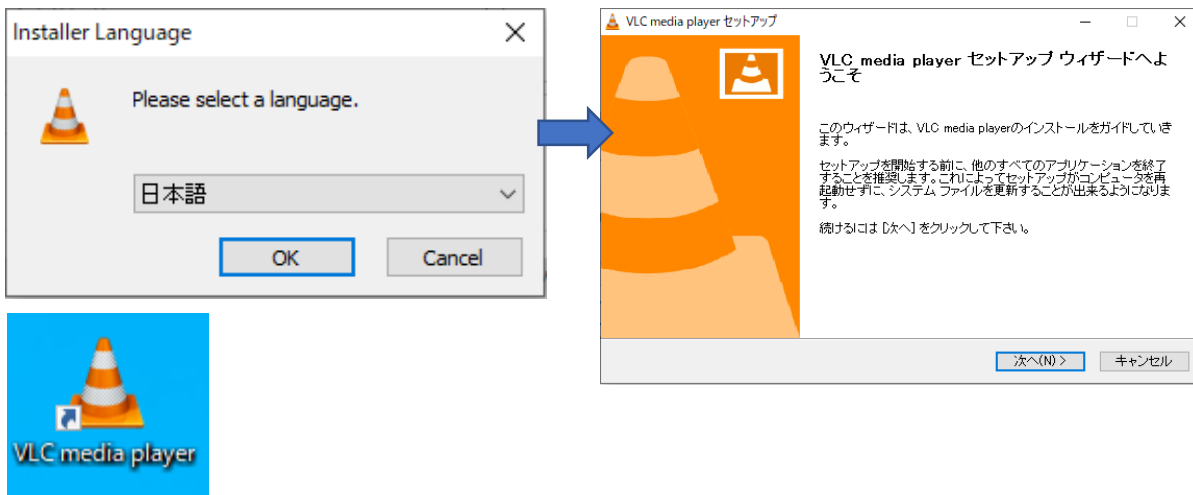 Installer Language
Please select a language.
日本語
OK
Cancel
VLC media player セットアップ
VLC media player セットアップ ウィザードへよ
うこそ
このウィザードは、VLC media playerのインストールをガイドしていき
ます。
セットアップを開始する前に、他のすべてのアプリケーションを終了
することを推奨します。これによってセットアップがコンピュータを再
起動せずに、システム ファイルを更新することが出来るようになりま
す。
続けるには [次へ] をクリックして下さい。
次へ(N) >
キャンセル
VLC media player